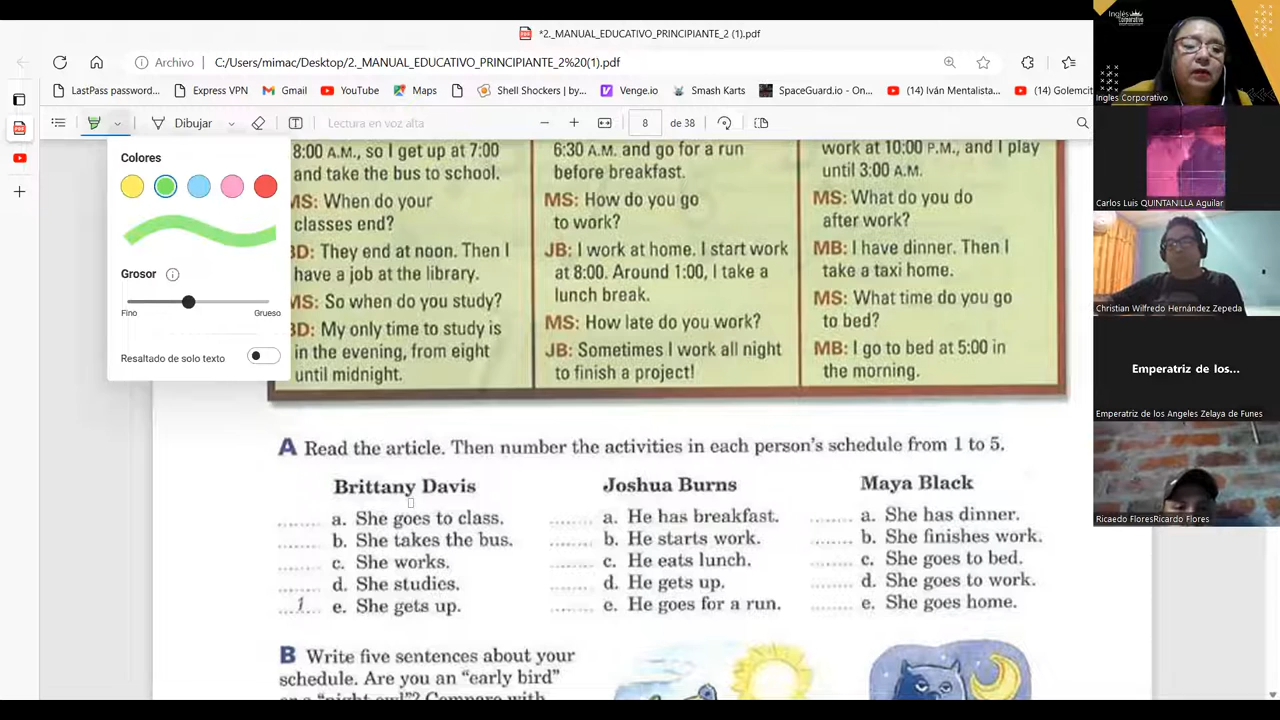 *2._MANUAL_EDUCATIVO_PRINCIPIANTE_2 (1).pdf
Archivo
C:/Users/mimac/Desktop/2._MANUAL_EDUCATIVO_PRINCIPIANTE_2%20(1).pdf
LastPass password...
Express VPN
Gmail
YouTube
Maps
Shell Shockers | by...
Venge.io
Smash Karts
SpaceGuard.io - On...
(14) Iván Mentalista...
(14) Golemcit
Dibujar
Lectura en voz alta
8
de 38
Colores
Grosor
Fino
Grueso
Resaltado de solo texto
8:00 A.M., so I get up at 7:00
and take the bus to school.
MS: When do your
classes end?
BD: They end at noon. Then I
have a job at the library.
MS: So when do you study?
BD: My only time to study is
in the evening, from eight
until midnight.
6:30 A.M. and go for a run
before breakfast.
MS: How do you go
to work?
JB: I work at home. I start work
at 8:00. Around 1:00, I take a
lunch break.
MS: How late do you work?
JB: Sometimes I work all night
to finish a project!
work at 10:00 P.M., and I play
until 3:00 A.M.
MS: What do you do
after work?
MB: I have dinner. Then I
take a taxi home.
MS: What time do you go
to bed?
MB: I go to bed at 5:00 in
the morning.
A Read the article. Then number the activities in each person's schedule from 1 to 5.
Brittany Davis
........ a. She goes to class.
........ b. She takes the bus.
........ c. She works.
........ d. She studies.
...1... e. She gets up.
Joshua Burns
........ a. He has breakfast.
........ b. He starts work.
........ c. He eats lunch.
........ d. He gets up.
........ e. He goes for a run.
Maya Black
........ a. She has dinner.
........ b. She finishes work.
........ c. She goes to bed.
........ d. She goes to work.
........ e. She goes home.
B Write five sentences about your
schedule. Are you an "early bird"
or a "night owl"? Compare with
Inglés
Corporativo
Ingles Corporativo
Carlos Luis QUINTANILLA Aguilar
Christian Wilfredo Hernández Zepeda
Emperatriz de los...
Emperatriz de los Angeles Zelaya de Funes
Ricaedo FloresRicardo Flores